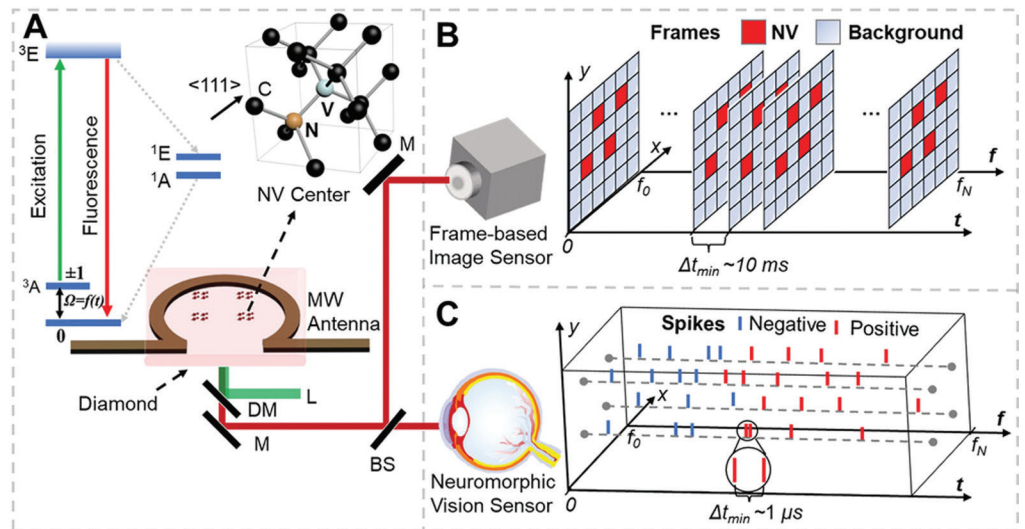 A
³E
Excitation
Fluorescence
¹E
¹A
³A
±1
Ω=f(t)
0
<111>
C
N
V
NV Center
M
MW
Antenna
Diamond
DM
L
M
BS
Frame-based
Image Sensor
Neuromorphic
Vision Sensor
B
Frames
NV
Background
y
...
...
x
f
f₀
f_N
t
0
Δt_min ~10 ms
C
Spikes
Negative
Positive
y
x
f
f₀
f_N
t
0
Δt_min ~1 µs